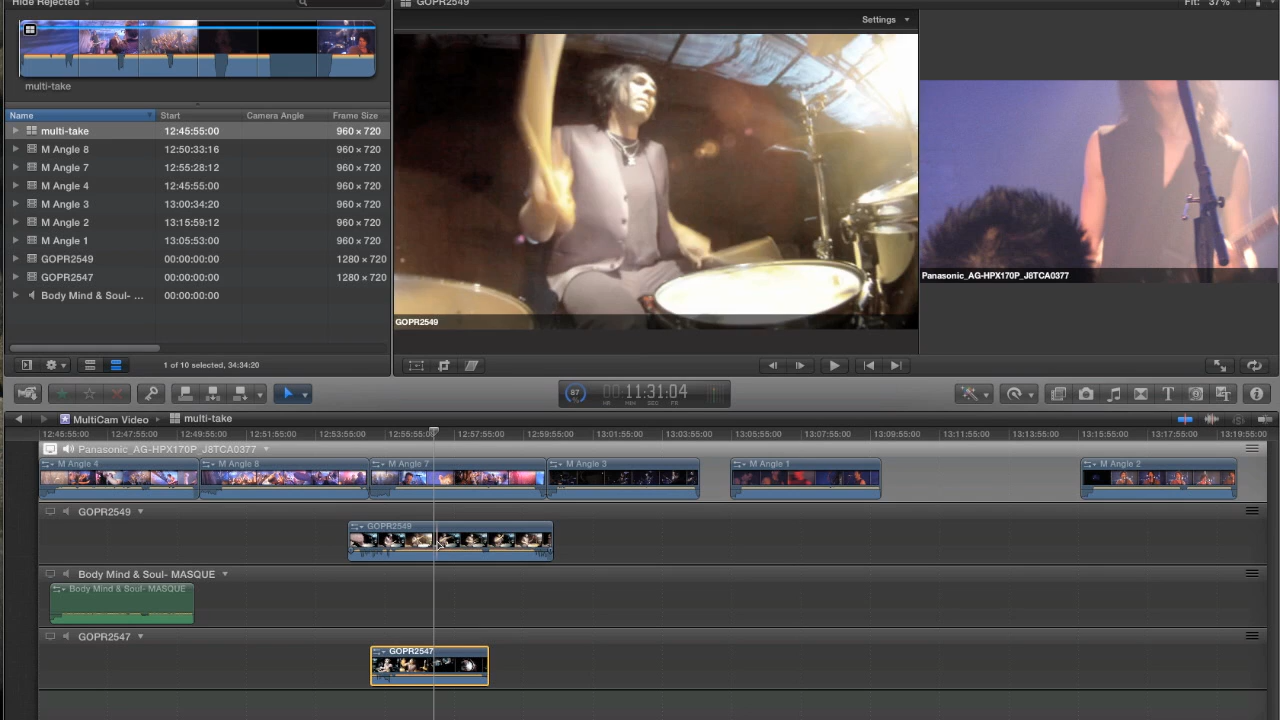 Hide Rejected
GOPR2549
Fit: 37%
Settings
multi-take
Name Start Camera Angle Frame Size
multi-take 12:45:55:00 960 × 720
M Angle 8 12:50:33:16 960 × 720
M Angle 7 12:55:28:12 960 × 720
M Angle 4 12:45:55:00 960 × 720
M Angle 3 13:00:34:20 960 × 720
M Angle 2 13:15:59:12 960 × 720
M Angle 1 13:05:53:00 960 × 720
GOPR2549 00:00:00:00 1280 × 720
GOPR2547 00:00:00:00 1280 × 720
Body Mind & Soul- ... 00:00:00:00
Panasonic_AG-HPX170P_J8TCA0377
GOPR2549
1 of 10 selected, 34:34:20
87 00:11:31:04
% HR MIN SEC FR
MultiCam Video multi-take
12:45:55:00 12:47:55:00 12:49:55:00 12:51:55:00 12:53:55:00 12:55:55:00 12:57:55:00 12:59:55:00 13:01:55:00 13:03:55:00 13:05:55:00 13:07:55:00 13:09:55:00 13:11:55:00 13:13:55:00 13:15:55:00 13:17:55:00 13:19:55:00
Panasonic_AG-HPX170P_J8TCA0377
M Angle 4 M Angle 8 M Angle 7 M Angle 3 M Angle 1 M Angle 2
GOPR2549
GOPR2549
Body Mind & Soul- MASQUE
Body Mind & Soul- MASQUE
GOPR2547
GOPR2547